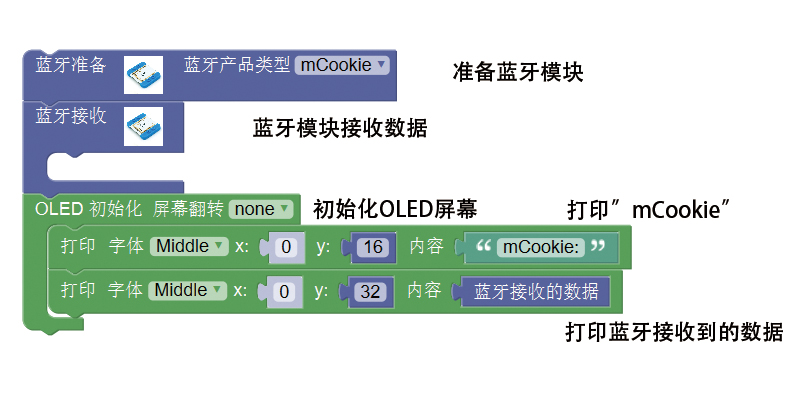 蓝牙准备 蓝牙产品类型 mCookie 准备蓝牙模块
蓝牙接收 蓝牙模块接收数据
OLED 初始化 屏幕翻转 none 初始化OLED屏幕 打印” mCookie”
打印 字体 Middle x: 0 y: 16 内容 “ mCookie: ”
打印 字体 Middle x: 0 y: 32 内容 蓝牙接收的数据
打印蓝牙接收到的数据